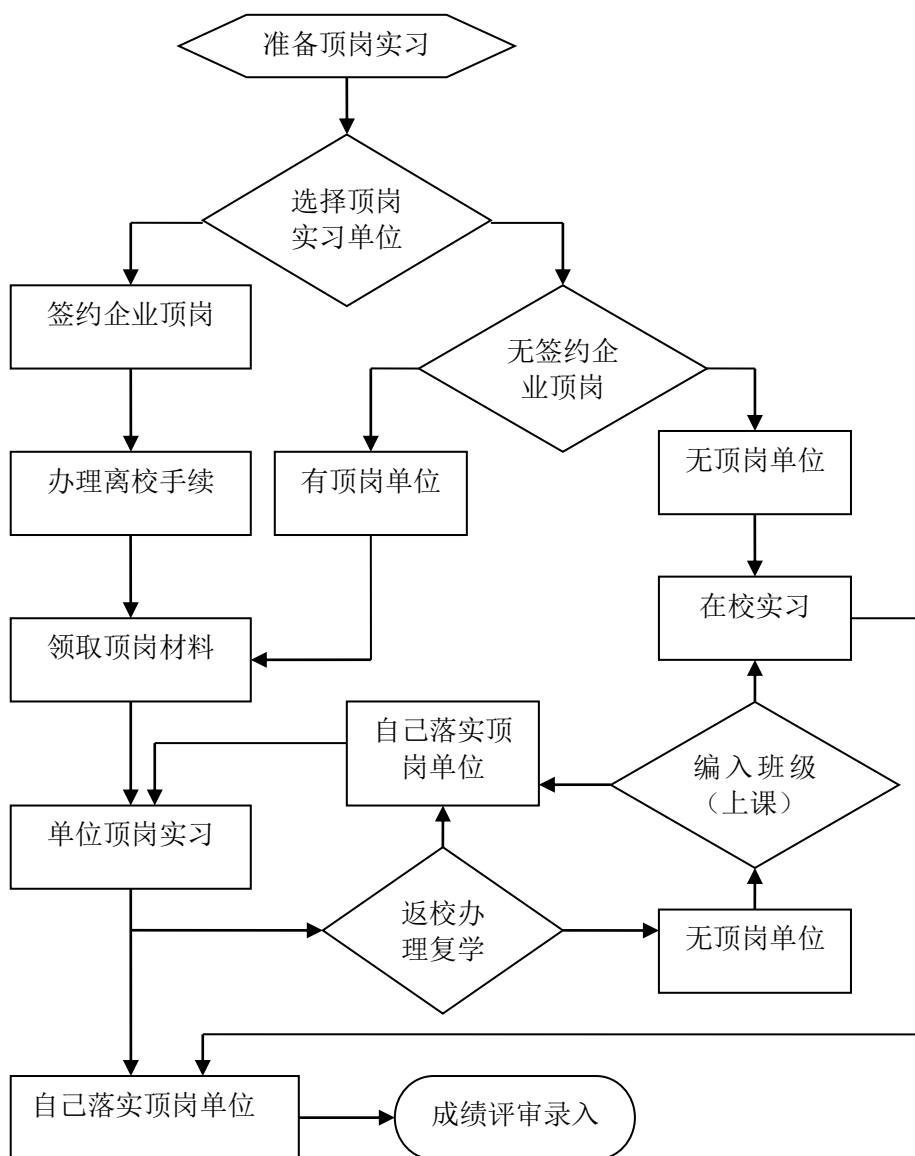 准备顶岗实习
选择顶岗
实习单位
签约企业顶岗
无签约企
业顶岗
办理离校手续
有顶岗单位
无顶岗单位
领取顶岗材料
在校实习
自己落实顶
岗单位
编入班级
（上课）
单位顶岗实习
返校办
理复学
无顶岗单位
自己落实顶岗单位
成绩评审录入